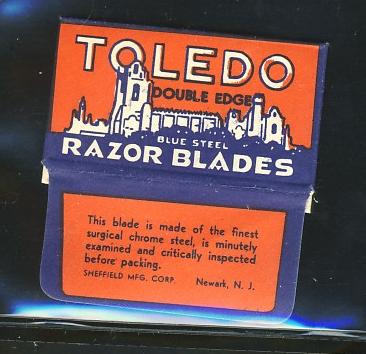 TOLEDO
DOUBLE EDGE
BLUE STEEL
RAZOR BLADES
This blade is made of the finest
surgical chrome steel, is minutely
examined and critically inspected
before packing.
SHEFFIELD MFG. CORP. Newark, N. J.